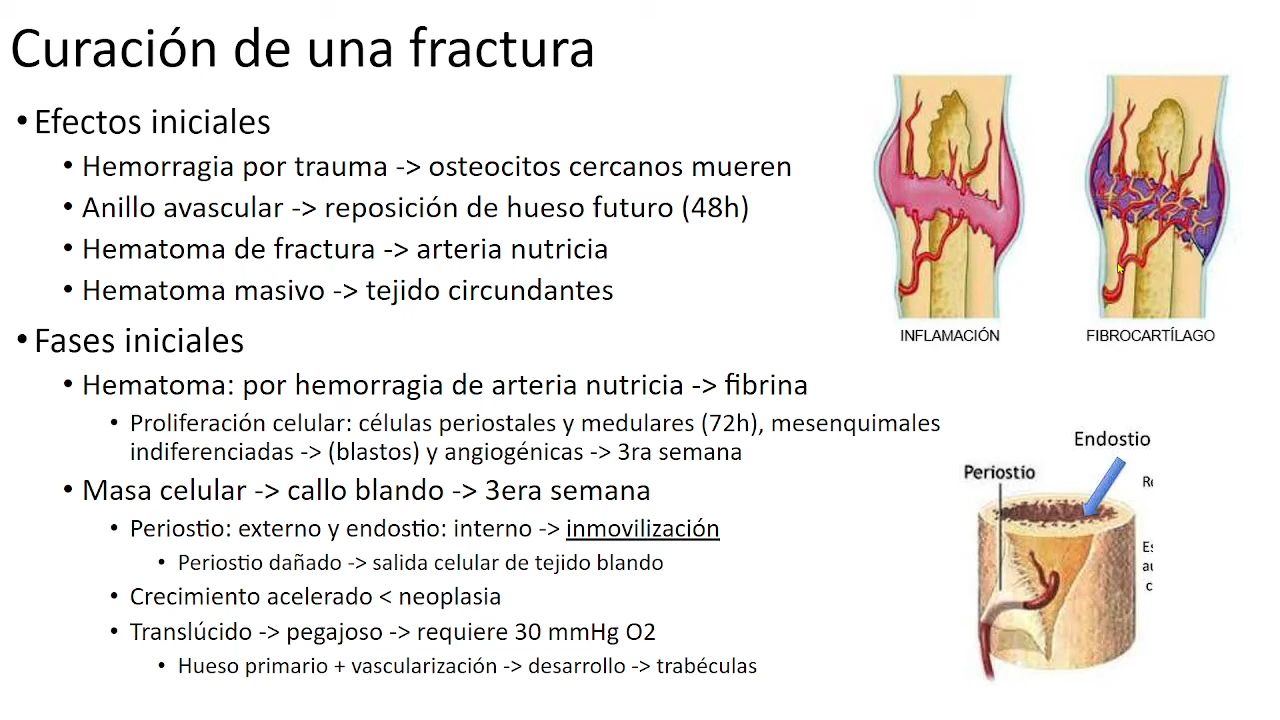 Curación de una fractura
• Efectos iniciales
• Hemorragia por trauma -> osteocitos cercanos mueren
• Anillo avascular -> reposición de hueso futuro (48h)
• Hematoma de fractura -> arteria nutricia
• Hematoma masivo -> tejido circundantes
• Fases iniciales
• Hematoma: por hemorragia de arteria nutricia -> fibrina
• Proliferación celular: células periostales y medulares (72h), mesenquimales
indiferenciadas -> (blastos) y angiogénicas -> 3ra semana
• Masa celular -> callo blando -> 3era semana
• Periostio: externo y endostio: interno -> inmovilización
• Periostio dañado -> salida celular de tejido blando
• Crecimiento acelerado < neoplasia
• Translúcido -> pegajoso -> requiere 30 mmHg O2
• Hueso primario + vascularización -> desarrollo -> trabéculas
INFLAMACIÓN
FIBROCARTÍLAGO
Endostio
Periostio
Es
au
c